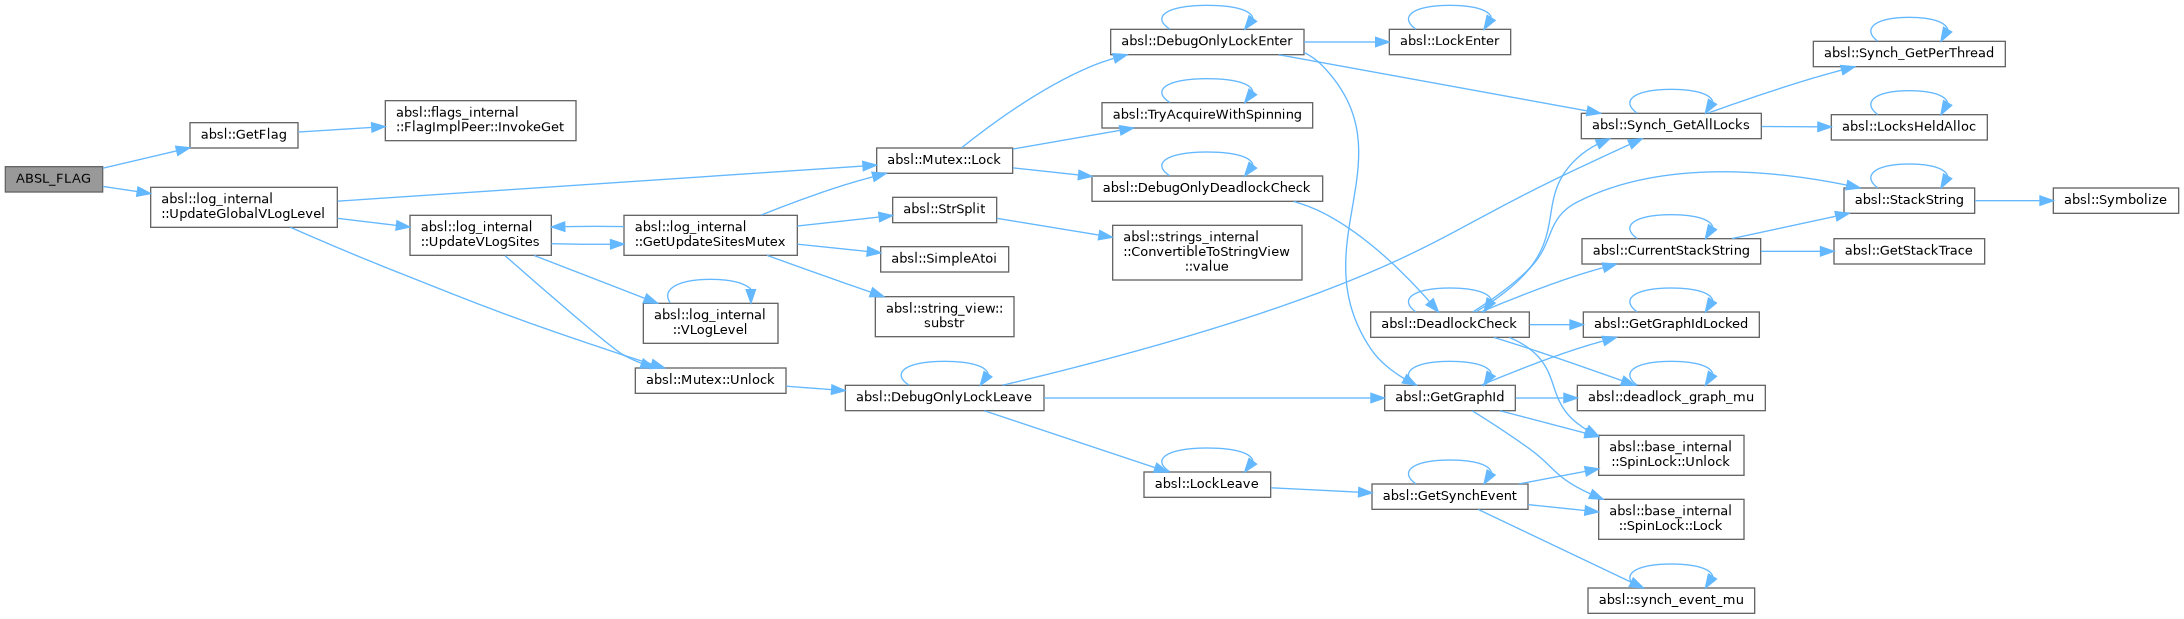 ABSL_FLAG
absl::GetFlag
absl::log_internal
::UpdateGlobalVLogLevel
absl::flags_internal
::FlagImplPeer::InvokeGet
absl::log_internal
::UpdateVLogSites
absl::log_internal
::GetUpdateSitesMutex
absl::log_internal
::VLogLevel
absl::Mutex::Unlock
absl::Mutex::Lock
absl::StrSplit
absl::SimpleAtoi
absl::string_view::
substr
absl::DebugOnlyLockLeave
absl::DebugOnlyLockEnter
absl::TryAcquireWithSpinning
absl::DebugOnlyDeadlockCheck
absl::strings_internal
::ConvertibleToStringView
::value
absl::LockLeave
absl::LockEnter
absl::DeadlockCheck
absl::GetGraphId
absl::GetSynchEvent
absl::Synch_GetAllLocks
absl::CurrentStackString
absl::GetGraphIdLocked
absl::deadlock_graph_mu
absl::base_internal
::SpinLock::Unlock
absl::base_internal
::SpinLock::Lock
absl::synch_event_mu
absl::Synch_GetPerThread
absl::LocksHeldAlloc
absl::StackString
absl::GetStackTrace
absl::Symbolize